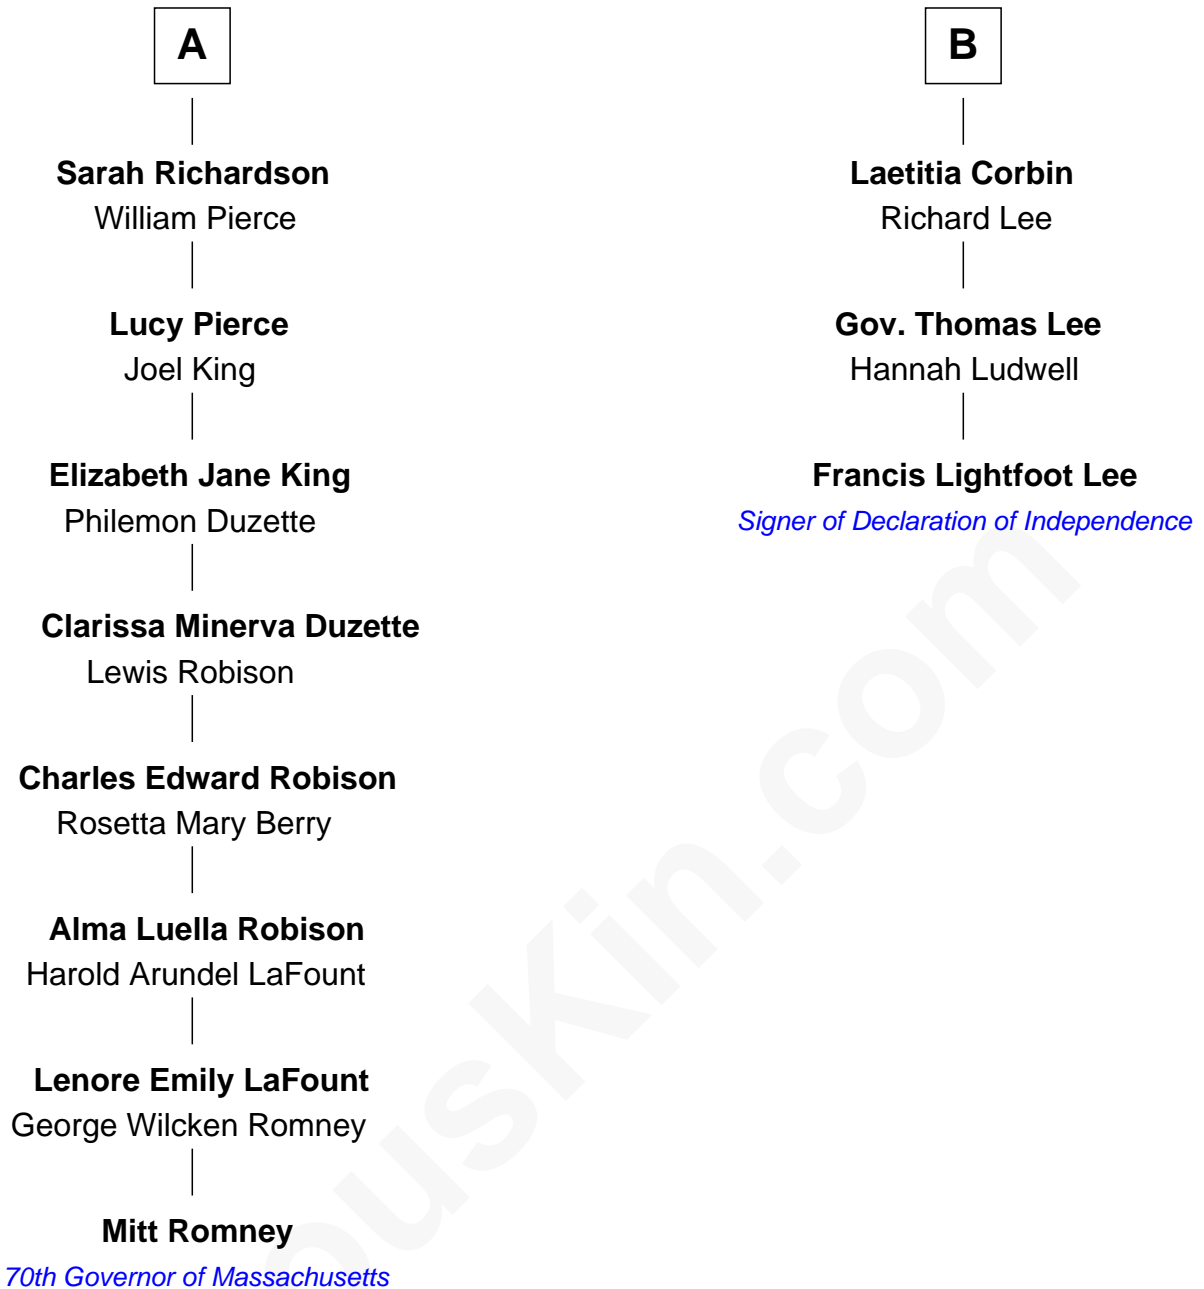 A
Sarah Richardson
William Pierce
Lucy Pierce
Joel King
Elizabeth Jane King
Philemon Duzette
Clarissa Minerva Duzette
Lewis Robison
Charles Edward Robison
Rosetta Mary Berry
Alma Luella Robison
Harold Arundel LaFount
Lenore Emily LaFount
George Wilcken Romney
Mitt Romney
70th Governor of Massachusetts
B
Laetitia Corbin
Richard Lee
Gov. Thomas Lee
Hannah Ludwell
Francis Lightfoot Lee
Signer of Declaration of Independence
ousKin.com